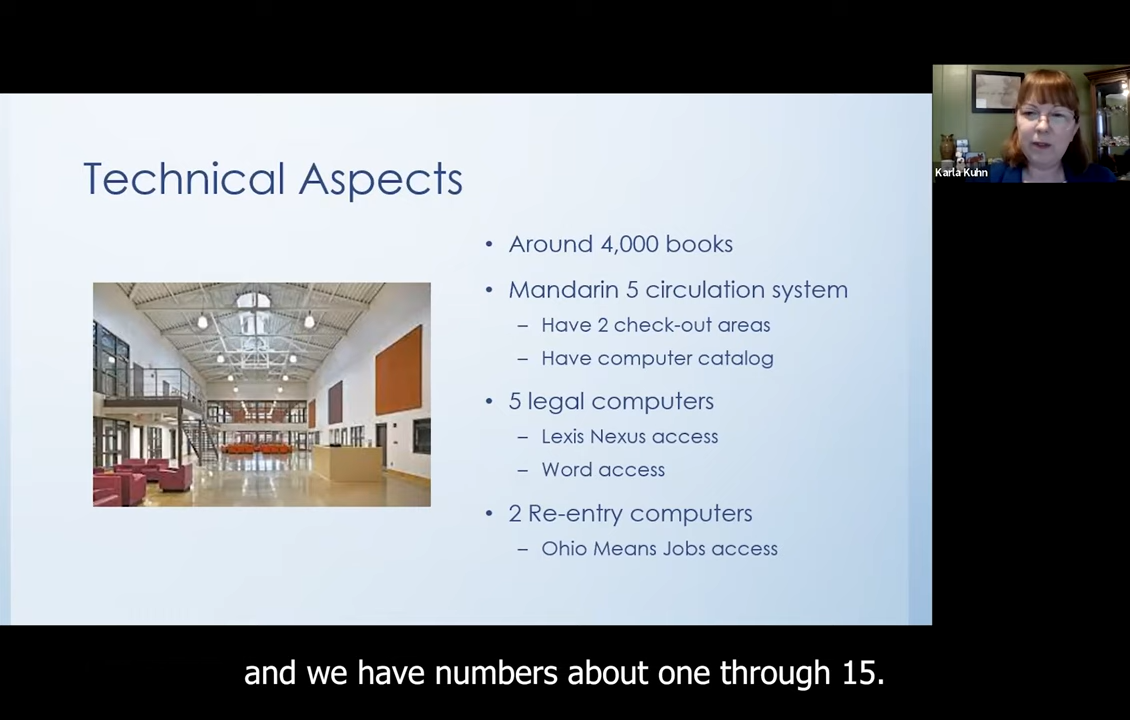 Technical Aspects
• Around 4,000 books
• Mandarin 5 circulation system
– Have 2 check-out areas
– Have computer catalog
• 5 legal computers
– Lexis Nexus access
– Word access
• 2 Re-entry computers
– Ohio Means Jobs access
Karla Kuhn
and we have numbers about one through 15.